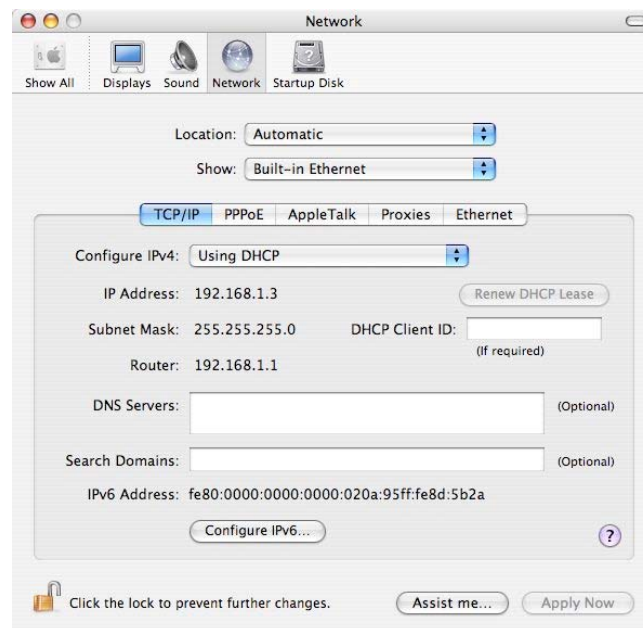 Network
Show All Displays Sound Network Startup Disk
Location: Automatic
Show: Built-in Ethernet
TCP/IP PPPoE AppleTalk Proxies Ethernet
Configure IPv4: Using DHCP
IP Address: 192.168.1.3 Renew DHCP Lease
Subnet Mask: 255.255.255.0 DHCP Client ID:
(If required)
Router: 192.168.1.1
DNS Servers: (Optional)
Search Domains: (Optional)
IPv6 Address: fe80:0000:0000:0000:020a:95ff:fe8d:5b2a
Configure IPv6... ?
Click the lock to prevent further changes. Assist me... Apply Now